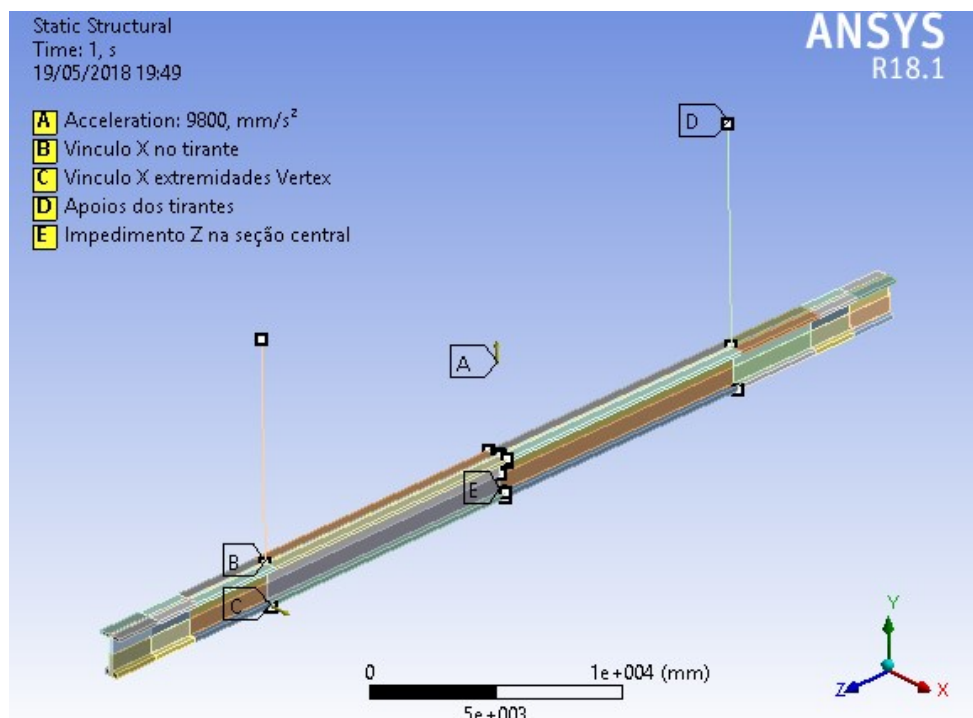 Static Structural
Time: 1, s
19/05/2018 19:49
ANSYS
R18.1
A Acceleration: 9800, mm/s²
B Vinculo X no tirante
C Vinculo X extremidades Vertex
D Apoios dos tirantes
E Impedimento Z na seção central
D
A
E
B
C
Y
Z
X
0
1e+004 (mm)
5e+003